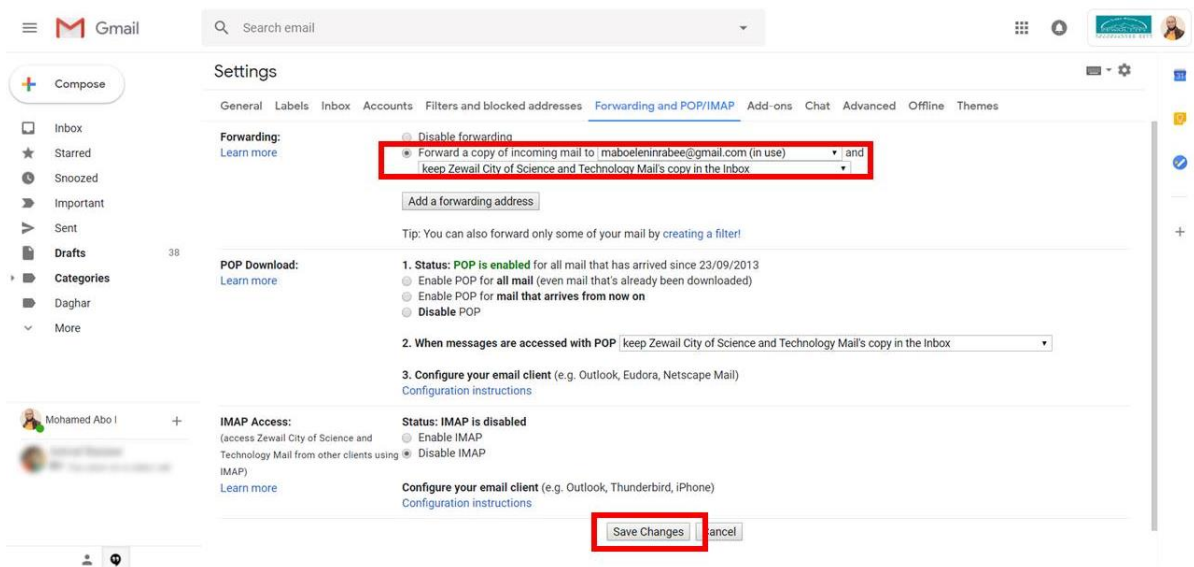 Gmail
Search email
Compose
Inbox
Starred
Snoozed
Important
Sent
Drafts 38
Categories
Daghar
More
Mohamed Abo
Settings
General Labels Inbox Accounts Filters and blocked addresses Forwarding and POP/IMAP Add-ons Chat Advanced Offline Themes
Forwarding:
Learn more
Disable forwarding
Forward a copy of incoming mail to maboeleninrabee@gmail.com (in use) and
keep Zewail City of Science and Technology Mail's copy in the Inbox
Add a forwarding address
Tip: You can also forward only some of your mail by creating a filter!
POP Download:
Learn more
1. Status: POP is enabled for all mail that has arrived since 23/09/2013
Enable POP for all mail (even mail that's already been downloaded)
Enable POP for mail that arrives from now on
Disable POP
2. When messages are accessed with POP keep Zewail City of Science and Technology Mail's copy in the Inbox
3. Configure your email client (e.g. Outlook, Eudora, Netscape Mail)
Configuration instructions
IMAP Access:
(access Zewail City of Science and
Technology Mail from other clients using
IMAP)
Learn more
Status: IMAP is disabled
Enable IMAP
Disable IMAP
Configure your email client (e.g. Outlook, Thunderbird, iPhone)
Configuration instructions
Save Changes Cancel
31